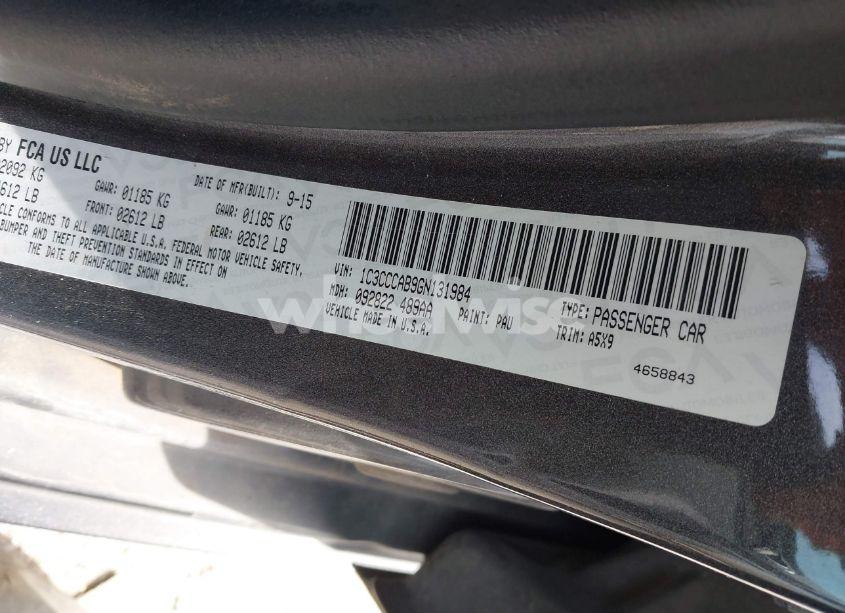 BY FCA US LLC
2092 KG
612 LB
GAWR: 01185 KG
FRONT: 02612 LB
DATE OF MFR(BUILT): 9-15
GAWR: 01185 KG
REAR: 02612 LB
CLE CONFORMS TO ALL APPLICABLE U.S.A. FEDERAL MOTOR VEHICLE SAFETY,
BUMPER AND THEFT PREVENTION STANDARDS IN EFFECT ON
THE DATE OF MANUFACTURE SHOWN ABOVE.
VIN: 1C3CCCAB9GN131984
MDH: 092822 489AA
VEHICLE MADE IN U.S.A.
PAINT: PAU
TYPE: PASSENGER CAR
TRIM: A5X9
4658843